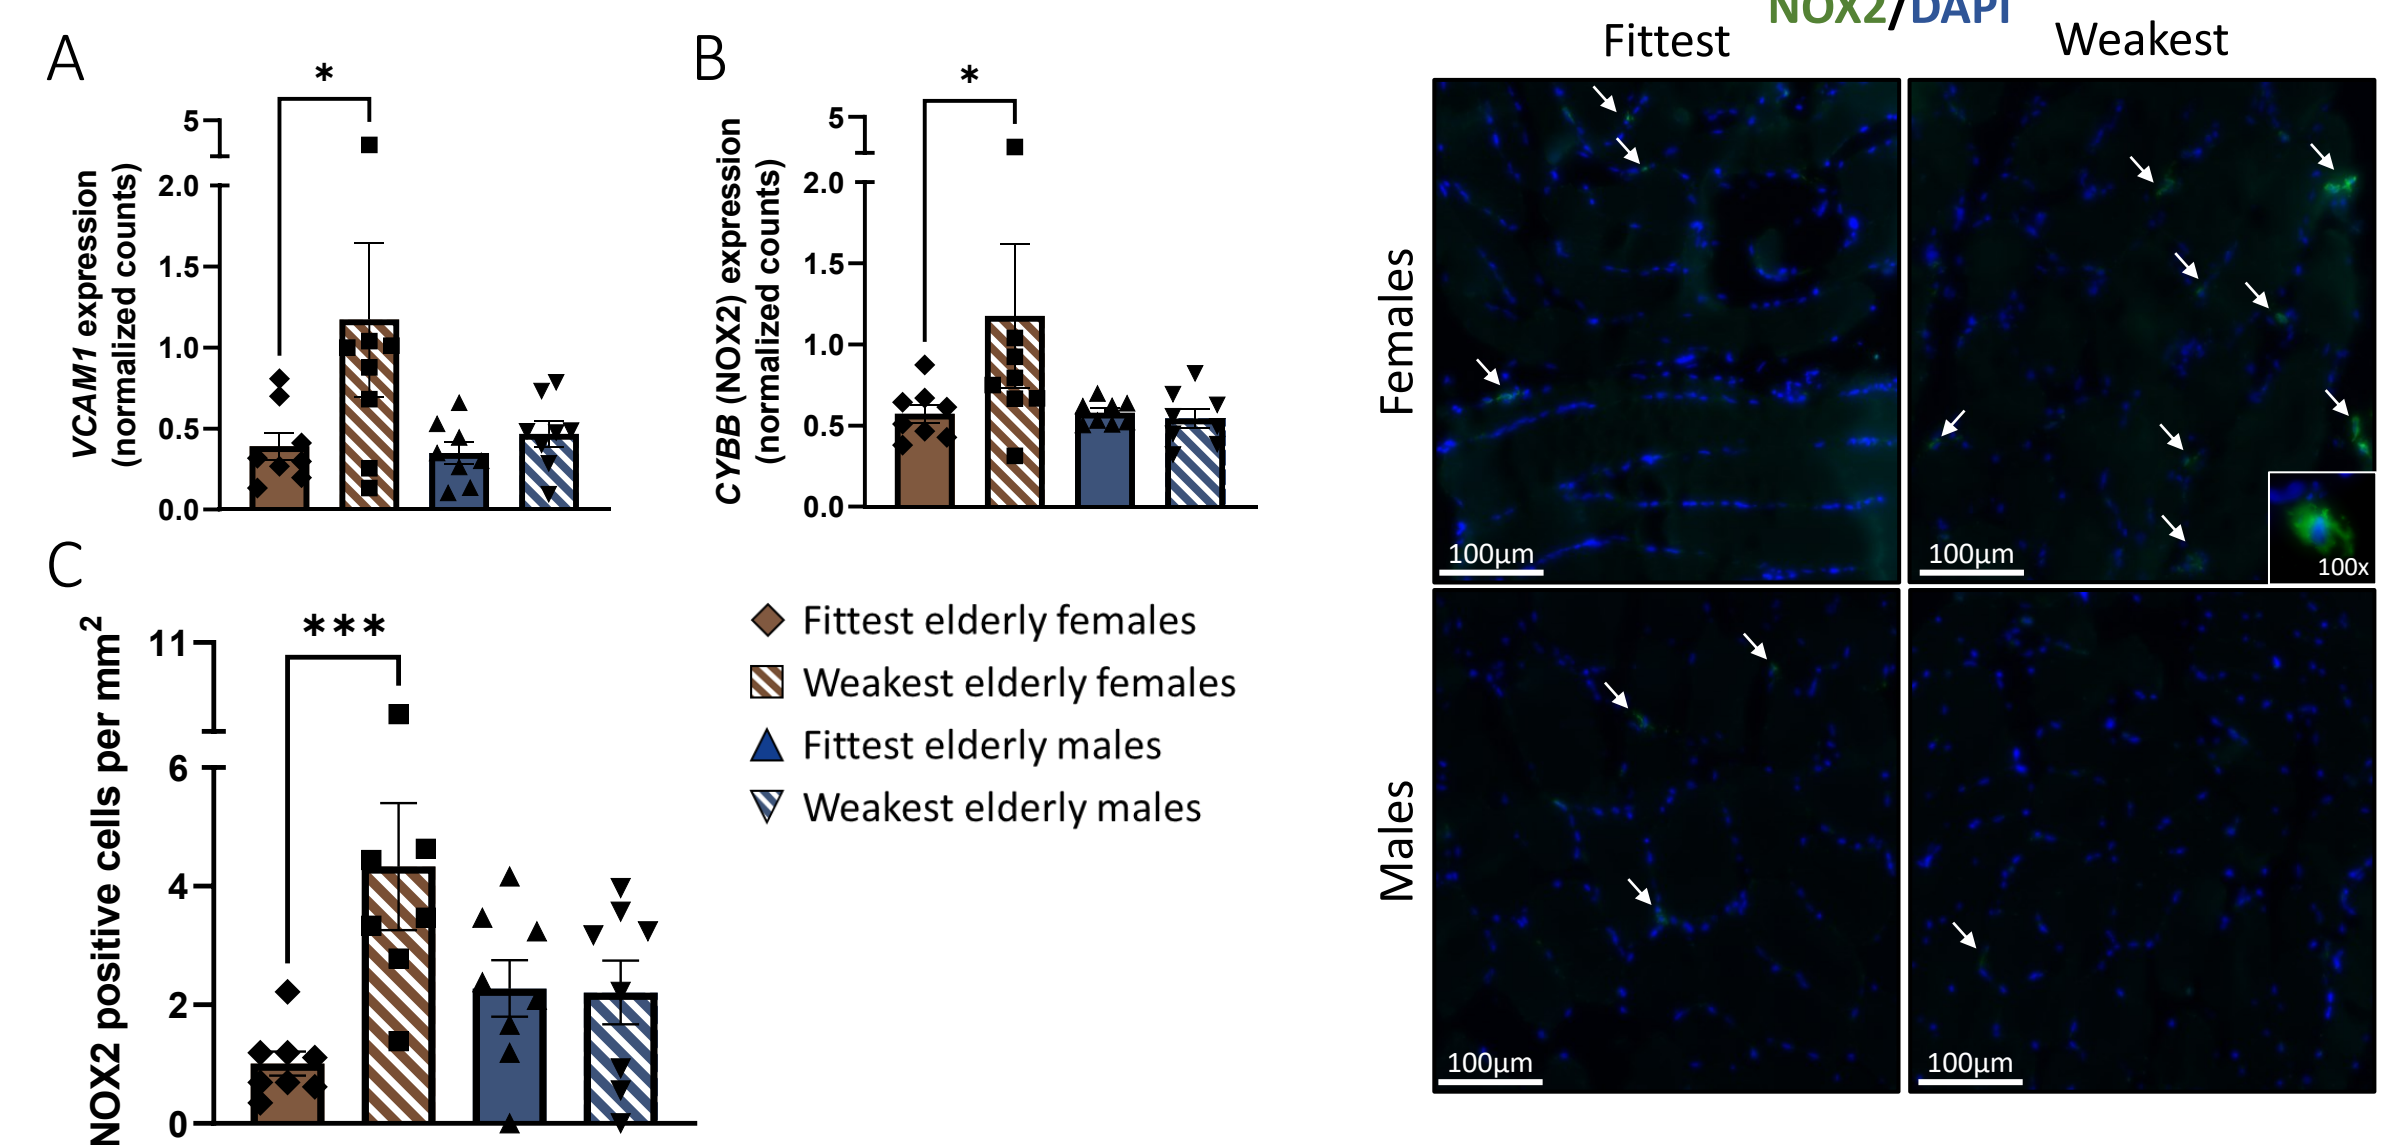 A
*
VCAM1 expression
(normalized counts)
5
2.0
1.5
1.0
0.5
0.0
B
*
CYBB (NOX2) expression
(normalized counts)
5
2.0
1.5
1.0
0.5
0.0
C
***
NOX2 positive cells per mm²
11
6
4
2
0
Fittest elderly females
Weakest elderly females
Fittest elderly males
Weakest elderly males
NOX2/DAPI
Fittest
Weakest
Females
100µm
100µm
100x
Males
100µm
100µm